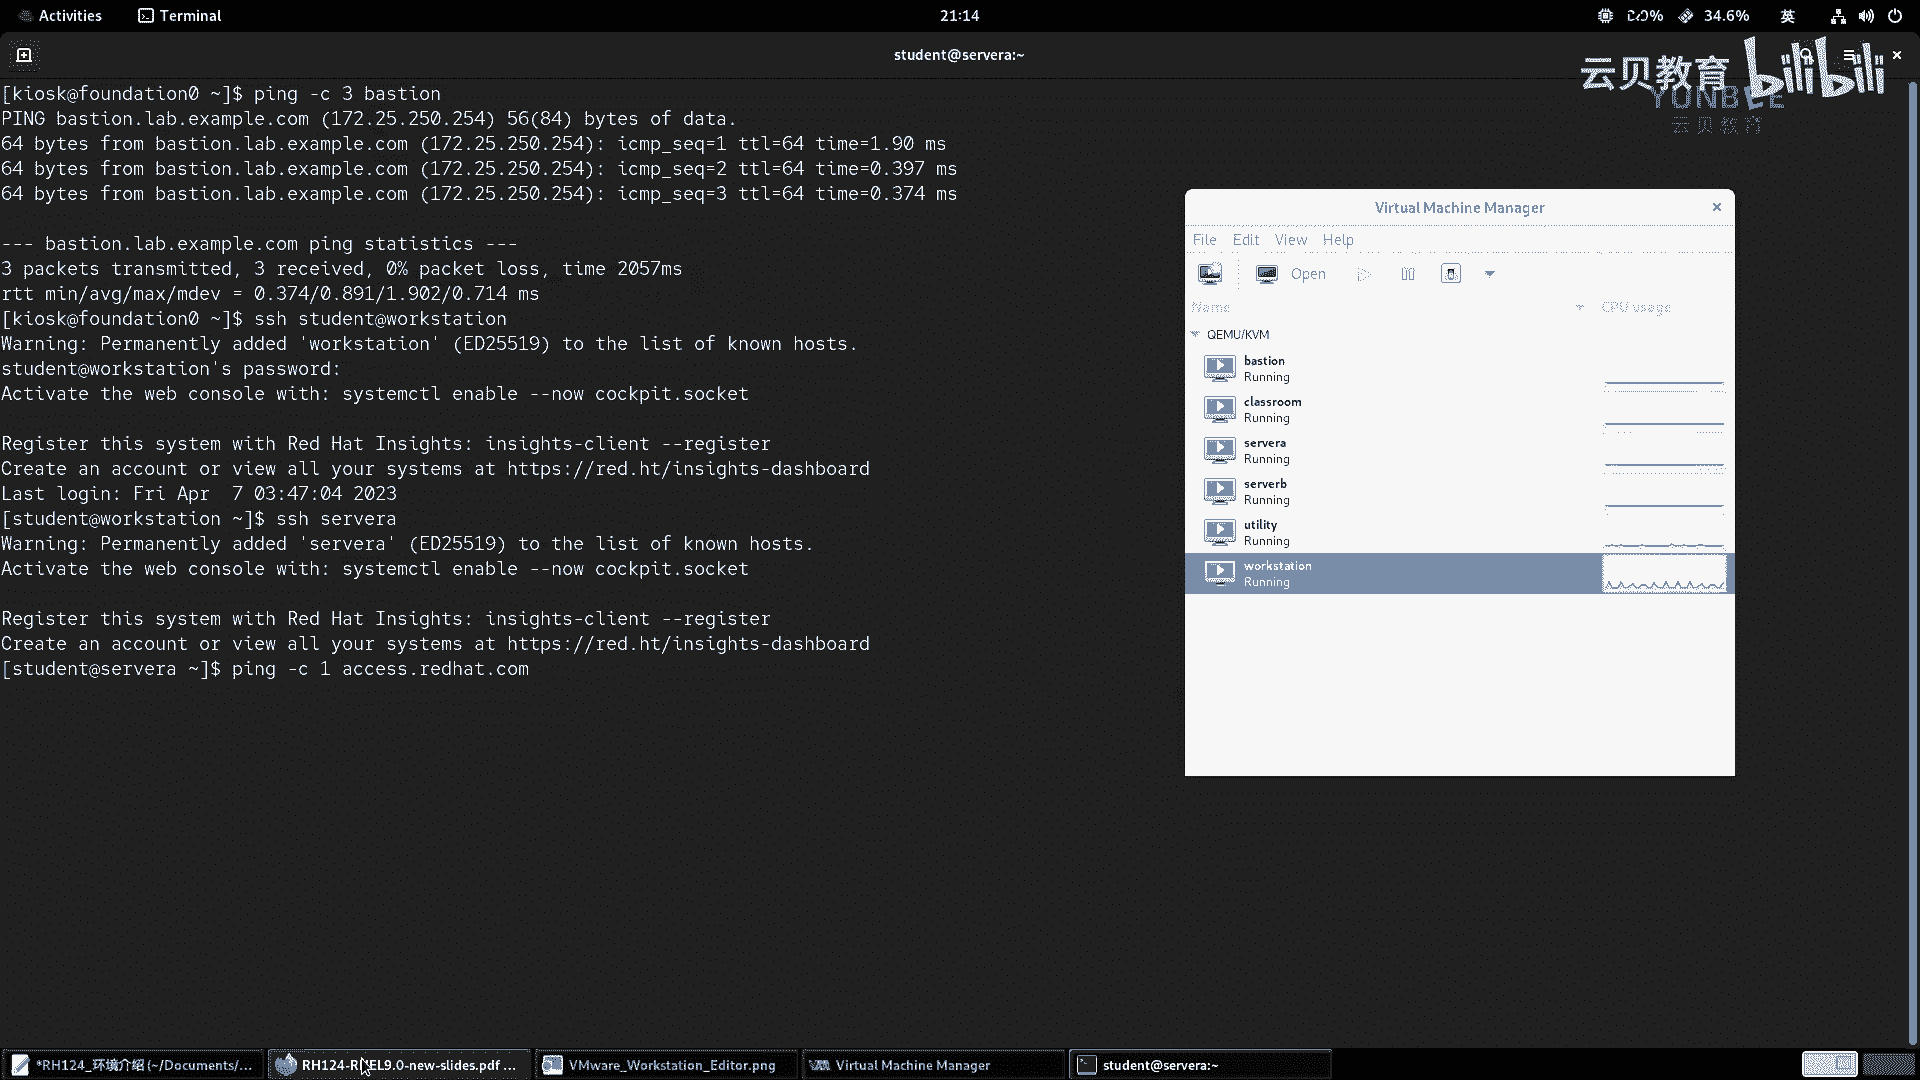 Activities
Terminal
21:14
34.6%
英
student@servera:~
云贝教育 bilibili
YUNBEE
云贝教育
[kiosk@foundation0 ~]$ ping -c 3 bastion
PING bastion.lab.example.com (172.25.250.254) 56(84) bytes of data.
64 bytes from bastion.lab.example.com (172.25.250.254): icmp_seq=1 ttl=64 time=1.90 ms
64 bytes from bastion.lab.example.com (172.25.250.254): icmp_seq=2 ttl=64 time=0.397 ms
64 bytes from bastion.lab.example.com (172.25.250.254): icmp_seq=3 ttl=64 time=0.374 ms
--- bastion.lab.example.com ping statistics ---
3 packets transmitted, 3 received, 0% packet loss, time 2057ms
rtt min/avg/max/mdev = 0.374/0.891/1.902/0.714 ms
[kiosk@foundation0 ~]$ ssh student@workstation
Warning: Permanently added 'workstation' (ED25519) to the list of known hosts.
student@workstation's password:
Activate the web console with: systemctl enable --now cockpit.socket
Register this system with Red Hat Insights: insights-client --register
Create an account or view all your systems at https://red.ht/insights-dashboard
Last login: Fri Apr  7 03:47:04 2023
[student@workstation ~]$ ssh servera
Warning: Permanently added 'servera' (ED25519) to the list of known hosts.
Activate the web console with: systemctl enable --now cockpit.socket
Register this system with Red Hat Insights: insights-client --register
Create an account or view all your systems at https://red.ht/insights-dashboard
[student@servera ~]$ ping -c 1 access.redhat.com
Virtual Machine Manager
File Edit View Help
Open
Name CPU usage
QEMU/KVM
bastion
Running
classroom
Running
servera
Running
serverb
Running
utility
Running
workstation
Running
*RH124_环境介绍 (~/Documents/...
RH124-RHEL9.0-new-slides.pdf ...
VMware_Workstation_Editor.png
Virtual Machine Manager
student@servera:~